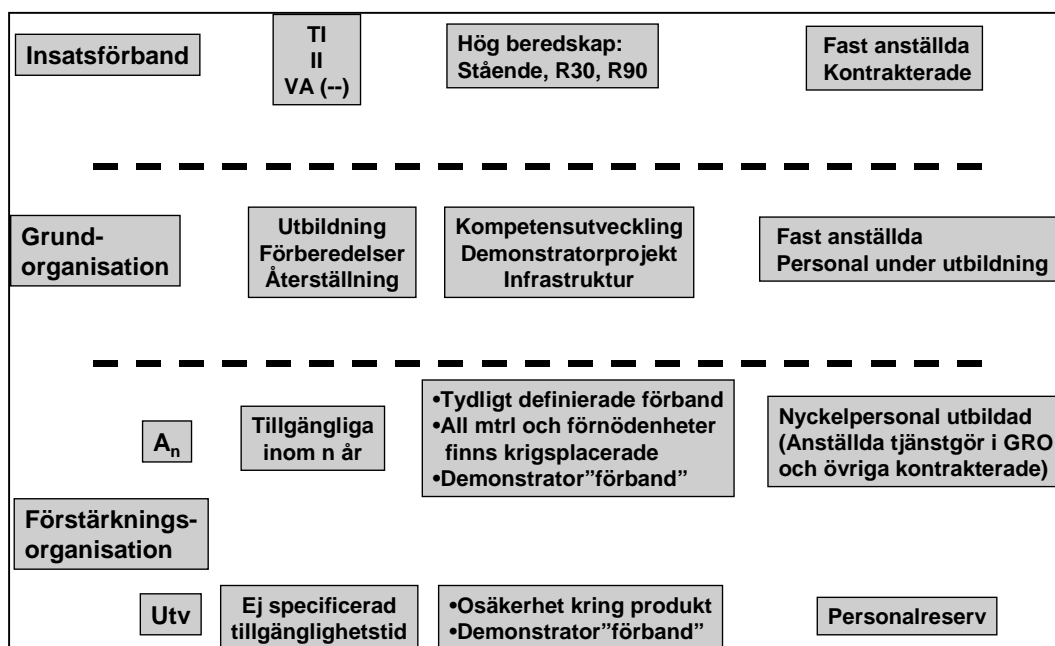 Insatsförband
TI
II
VA (--)
Hög beredskap:
Stående, R30, R90
Fast anställda
Kontrakterade
Grund-
organisation
Utbildning
Förberedelser
Återställning
Kompetensutveckling
Demonstratorprojekt
Infrastruktur
Fast anställda
Personal under utbildning
An
Tillgängliga
inom n år
•Tydligt definierade förband
•All mtrl och förnödenheter
finns krigsplacerade
•Demonstrator”förband”
Nyckelpersonal utbildad
(Anställda tjänstgör i GRO
och övriga kontrakterade)
Förstärknings-
organisation
Utv
Ej specificerad
tillgänglighetstid
•Osäkerhet kring produkt
•Demonstrator”förband”
Personalreserv